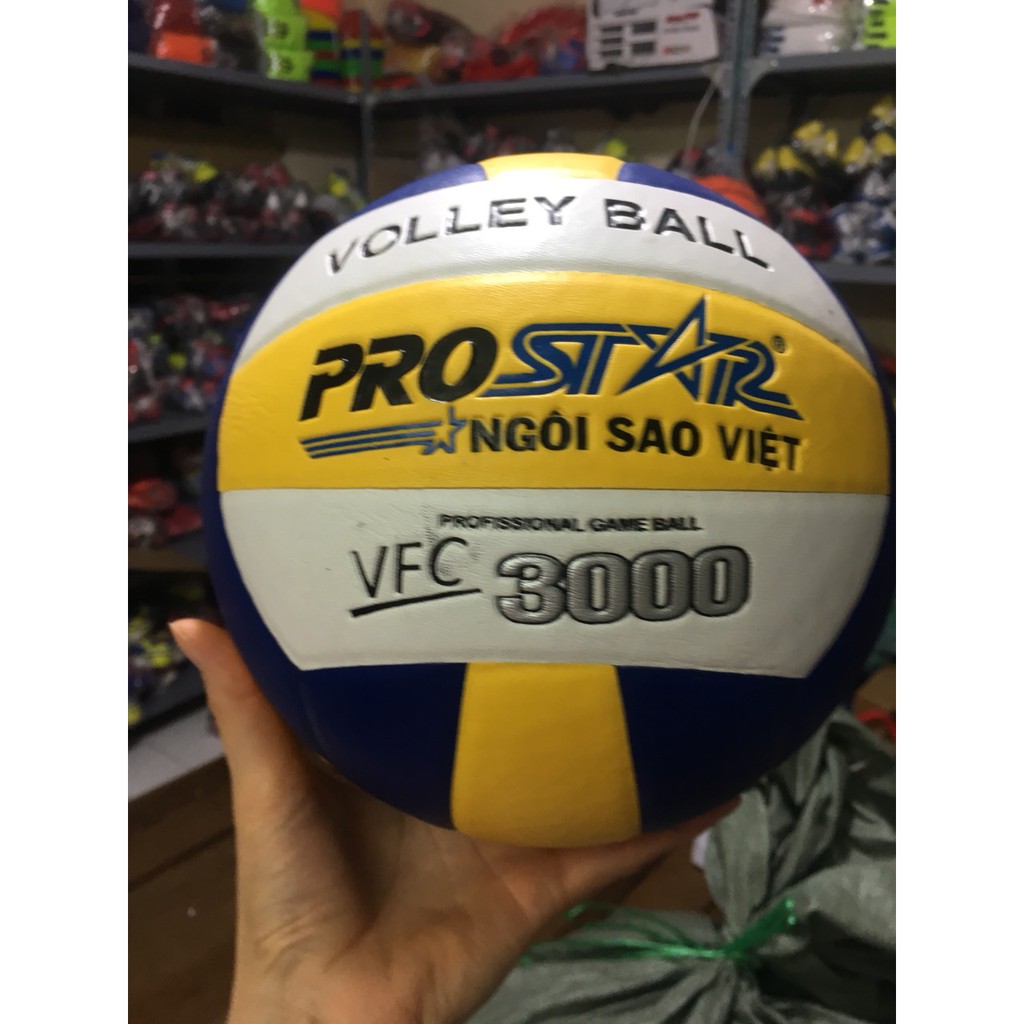 VOLLEY BALL
PROSTAR®
NGÔI SAO VIỆT
PROFISSIONAL GAME BALL
VFC 3000